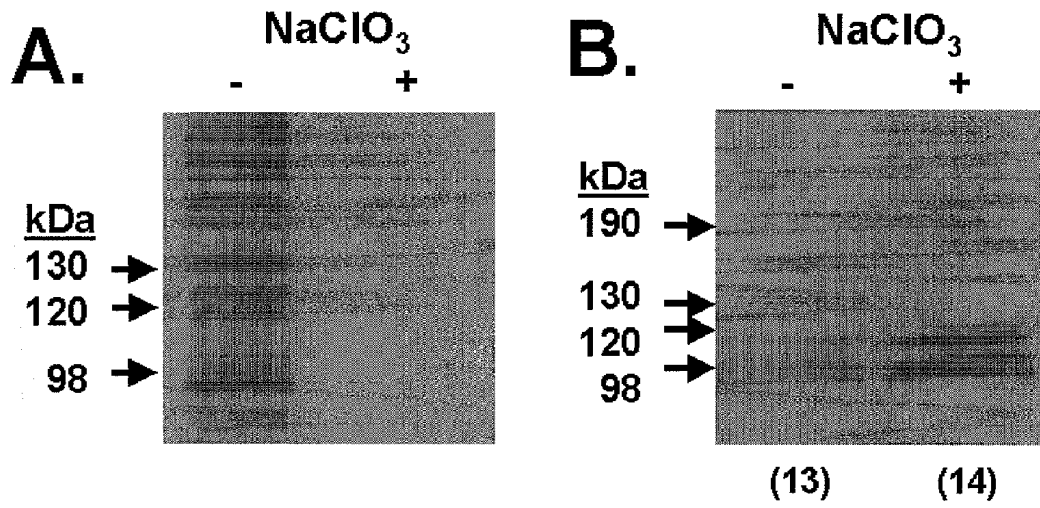 A.
NaClO3
- +
kDa
130
120
98
B.
NaClO3
- +
kDa
190
130
120
98
(13) (14)